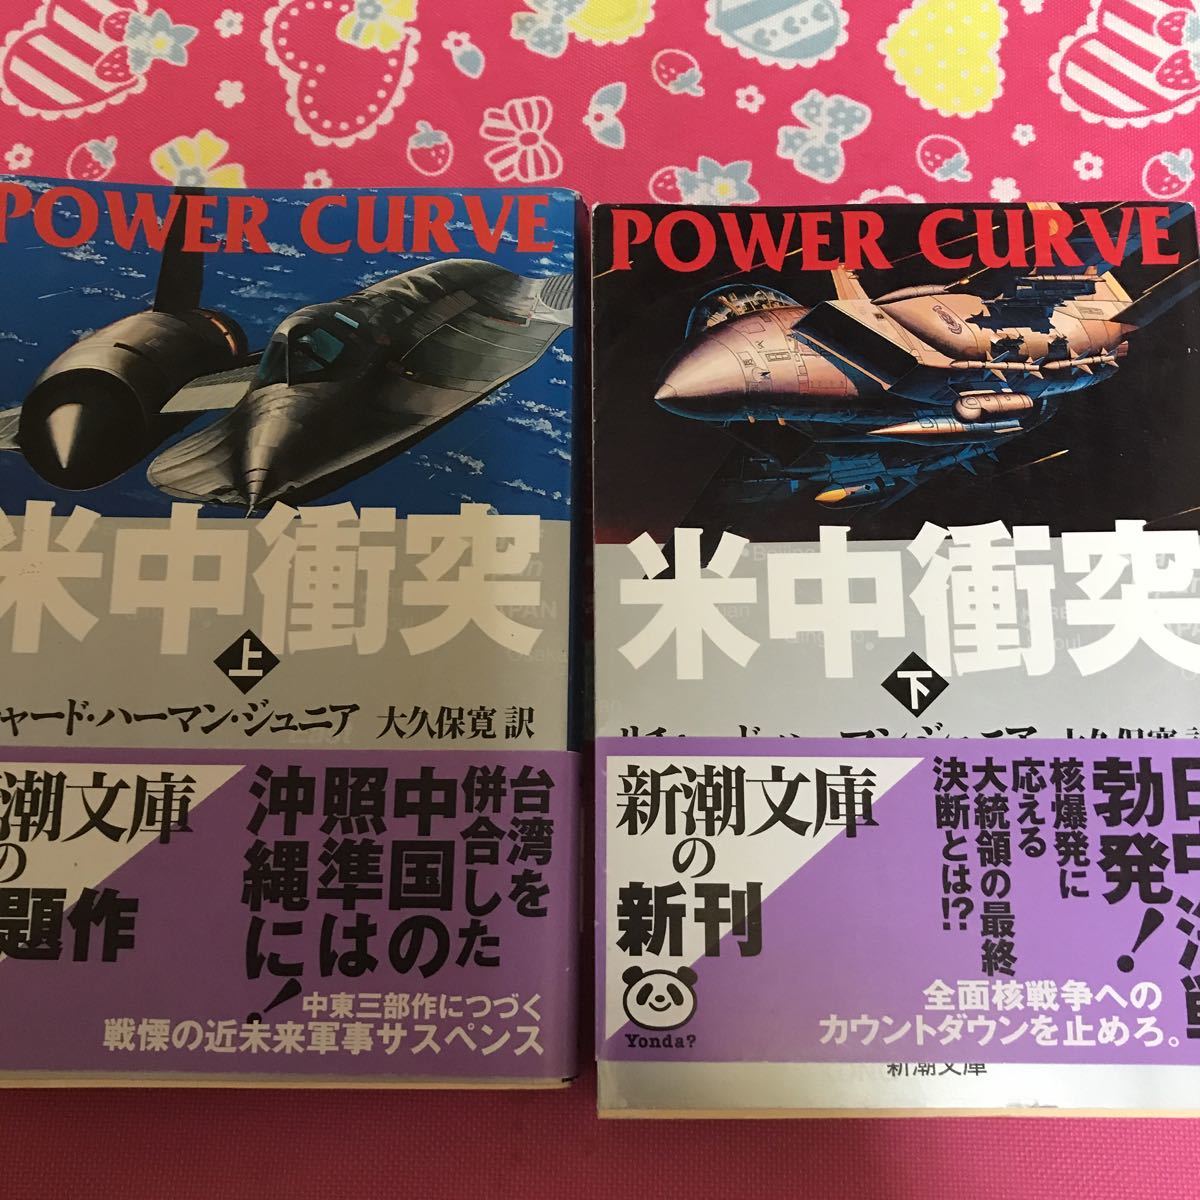 POWER CURVE
米中衝突
上
チャード・ハーマン・ジュニア 大久保寛 訳
潮文庫
の
題作
台湾を
併合した
中国の
照準は
沖縄に!
中東三部作につづく
戦慄の近未来軍事サスペンス
POWER CURVE
米中衝突
下
新潮文庫
の
新刊
Yonda?
勃発!
核爆発に
応える
大統領の最終
決断とは!?
全面核戦争への
カウントダウンを止めろ。
新潮文庫